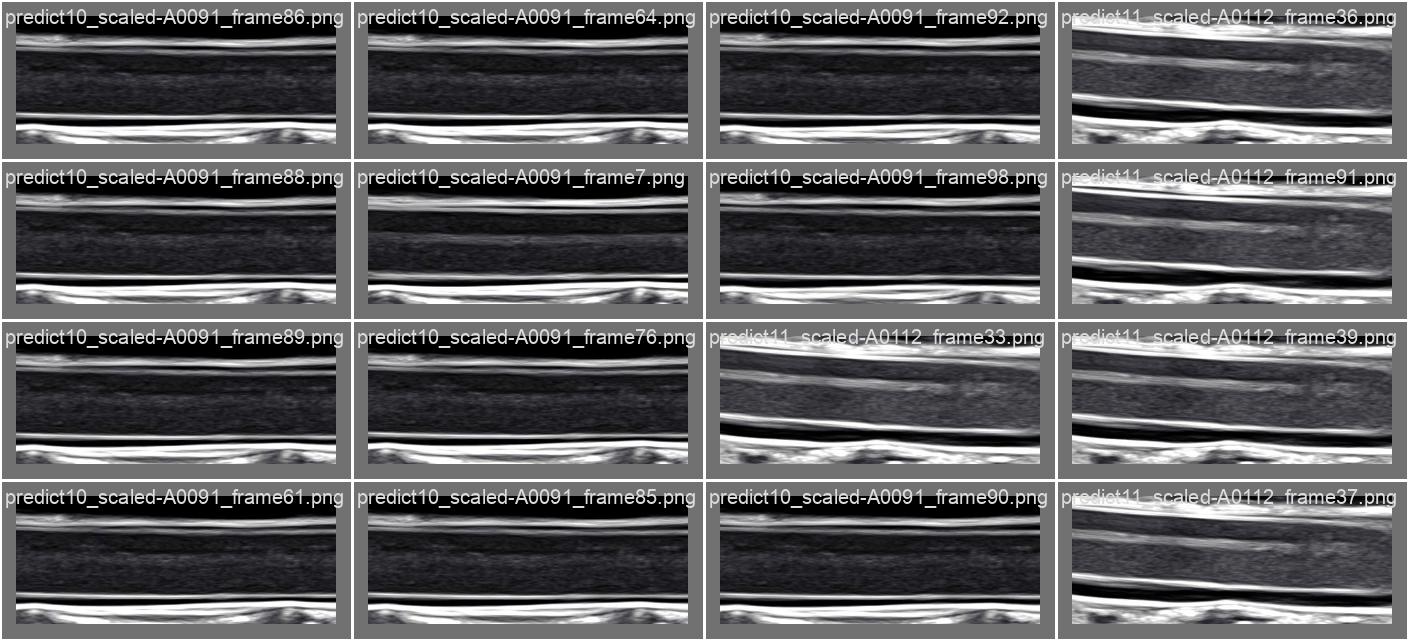 predict10_scaled-A0091_frame86.png
predict10_scaled-A0091_frame64.png
predict10_scaled-A0091_frame92.png
predict11_scaled-A0112_frame36.png
predict10_scaled-A0091_frame88.png
predict10_scaled-A0091_frame7.png
predict10_scaled-A0091_frame98.png
predict11_scaled-A0112_frame91.png
predict10_scaled-A0091_frame89.png
predict10_scaled-A0091_frame76.png
predict11_scaled-A0112_frame33.png
predict11_scaled-A0112_frame39.png
predict10_scaled-A0091_frame61.png
predict10_scaled-A0091_frame85.png
predict10_scaled-A0091_frame90.png
predict11_scaled-A0112_frame37.png